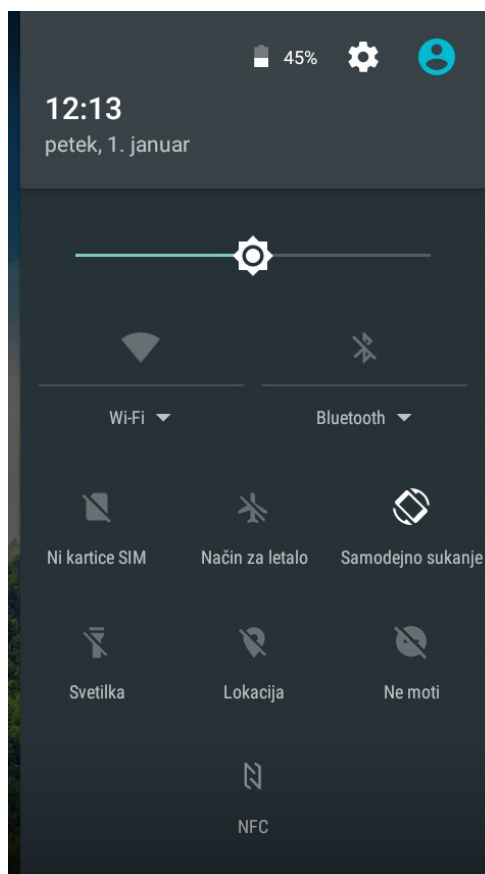 45%
12:13
petek, 1. januar
Wi-Fi
Bluetooth
Ni kartice SIM
Način za letalo
Samodejno sukanje
Svetilka
Lokacija
Ne moti
NFC